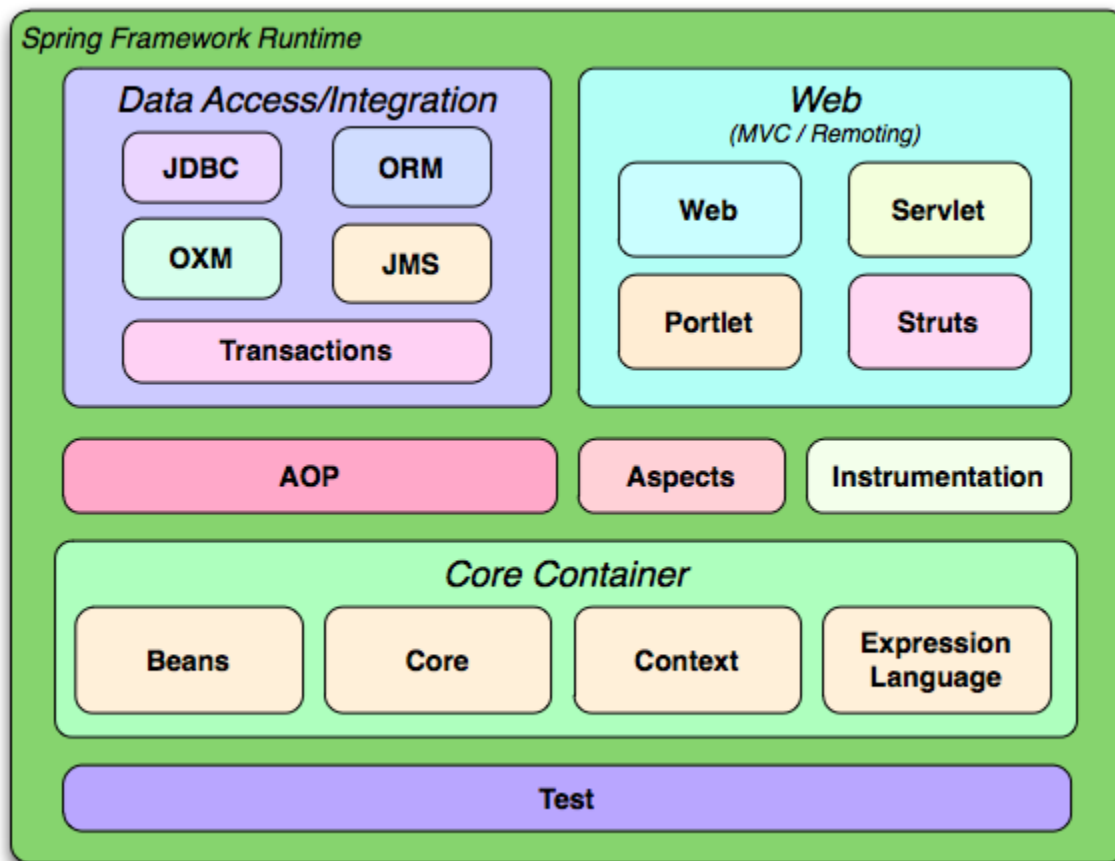 Spring Framework Runtime
Data Access/Integration
JDBC
ORM
OXM
JMS
Transactions
Web
(MVC / Remoting)
Web
Servlet
Portlet
Struts
AOP
Aspects
Instrumentation
Core Container
Beans
Core
Context
Expression
Language
Test